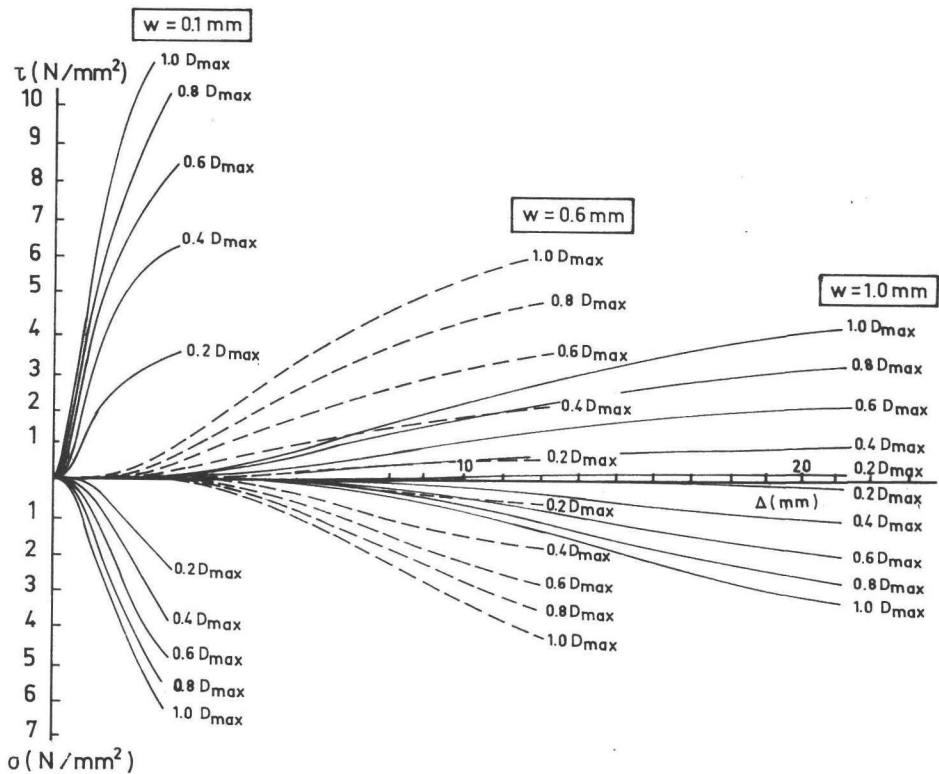 w = 0.1 mm
τ (N/mm²)
1.0 Dmax
0.8 Dmax
0.6 Dmax
0.4 Dmax
0.2 Dmax
10
9
8
7
6
5
4
3
2
1
w = 0.6 mm
1.0 Dmax
0.8 Dmax
0.6 Dmax
0.4 Dmax
0.2 Dmax
w = 1.0 mm
1.0 Dmax
0.8 Dmax
0.6 Dmax
0.4 Dmax
0.2 Dmax
10
20
Δ (mm)
1
2
3
4
5
6
7
σ (N/mm²)
0.2 Dmax
0.4 Dmax
0.6 Dmax
0.8 Dmax
1.0 Dmax
0.2 Dmax
0.4 Dmax
0.6 Dmax
0.8 Dmax
1.0 Dmax
0.2 Dmax
0.4 Dmax
0.6 Dmax
0.8 Dmax
1.0 Dmax